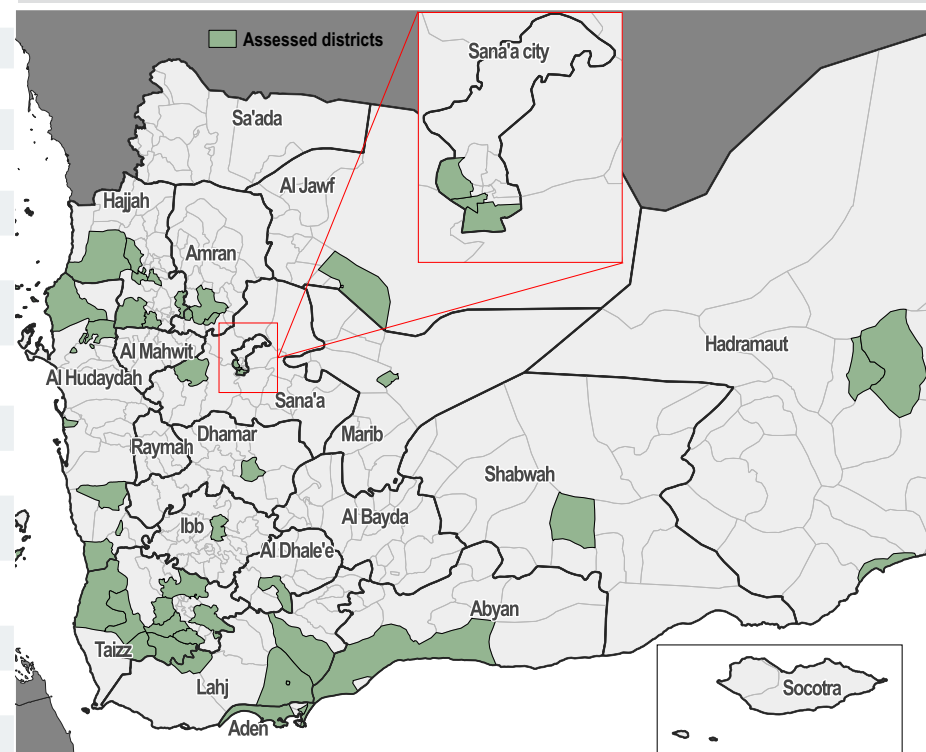 Assessed districts
Sana'a city
Sa'ada
Al Jawf
Hajjah
Amran
Hadramaut
Al Mahwit
Al Hudaydah
Sana'a
Dhamar
Marib
Raymah
Shabwah
Al Bayda
Ibb
Al Dhale'e
Abyan
Taizz
Lahj
Socotra
Aden